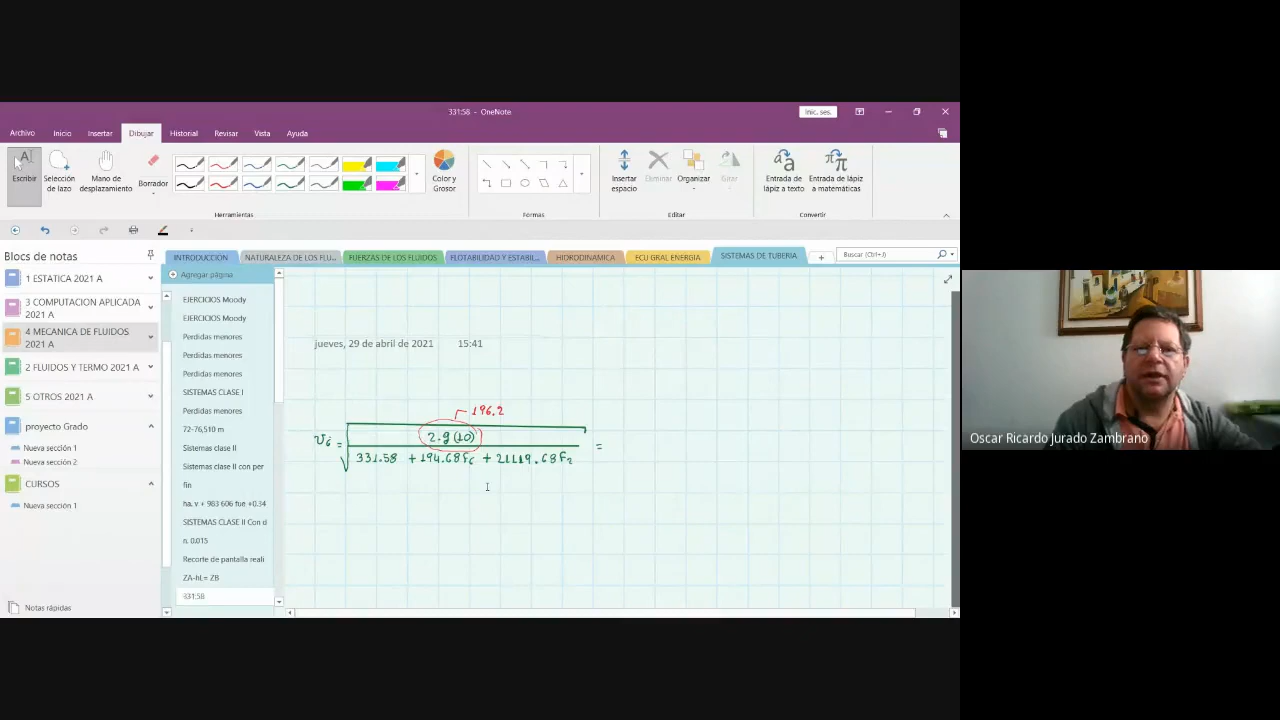 331:58 - OneNote
Inic. ses.
Archivo Inicio Insertar Dibujar Historial Revisar Vista Ayuda
Escribir
Selección de lazo
Mano de desplazamiento
Borrador
Color y Grosor
Insertar espacio
Eliminar
Organizar
Girar
Entrada de lápiz a texto
Entrada de lápiz a matemáticas
Herramientas Formas Editar Convertir
Blocs de notas
INTRODUCCIÓN NATURALEZA DE LOS FLU... FUERZAS DE LOS FLUIDOS FLOTABILIDAD Y ESTABIL... HIDRODINAMICA ECU GRAL ENERGIA SISTEMAS DE TUBERIA + Buscar (Ctrl+J)
1 ESTATICA 2021 A
3 COMPUTACION APLICADA 2021 A
4 MECANICA DE FLUIDOS 2021 A
2 FLUIDOS Y TERMO 2021 A
5 OTROS 2021 A
proyecto Grado
Nueva sección 1
Nueva sección 2
CURSOS
Nueva sección 1
Notas rápidas
Agregar página
EJERCICIOS Moody
EJERCICIOS Moody
Perdidas menores
Perdidas menores
Perdidas menores
SISTEMAS CLASE I
Perdidas menores
72-76,510 m
Sistemas clase II
Sistemas clase II con per
fin
ha. v + 983 606 fue +0.34
SISTEMAS CLASE II Con d
n. 0.015
Recorte de pantalla reali
ZA-hL= ZB
331:58
jueves, 29 de abril de 2021 15:41
196.2
2.g(10)
v6 = √ =
331.58 + 194.68f6 + 21119.68f2
Oscar Ricardo Jurado Zambrano